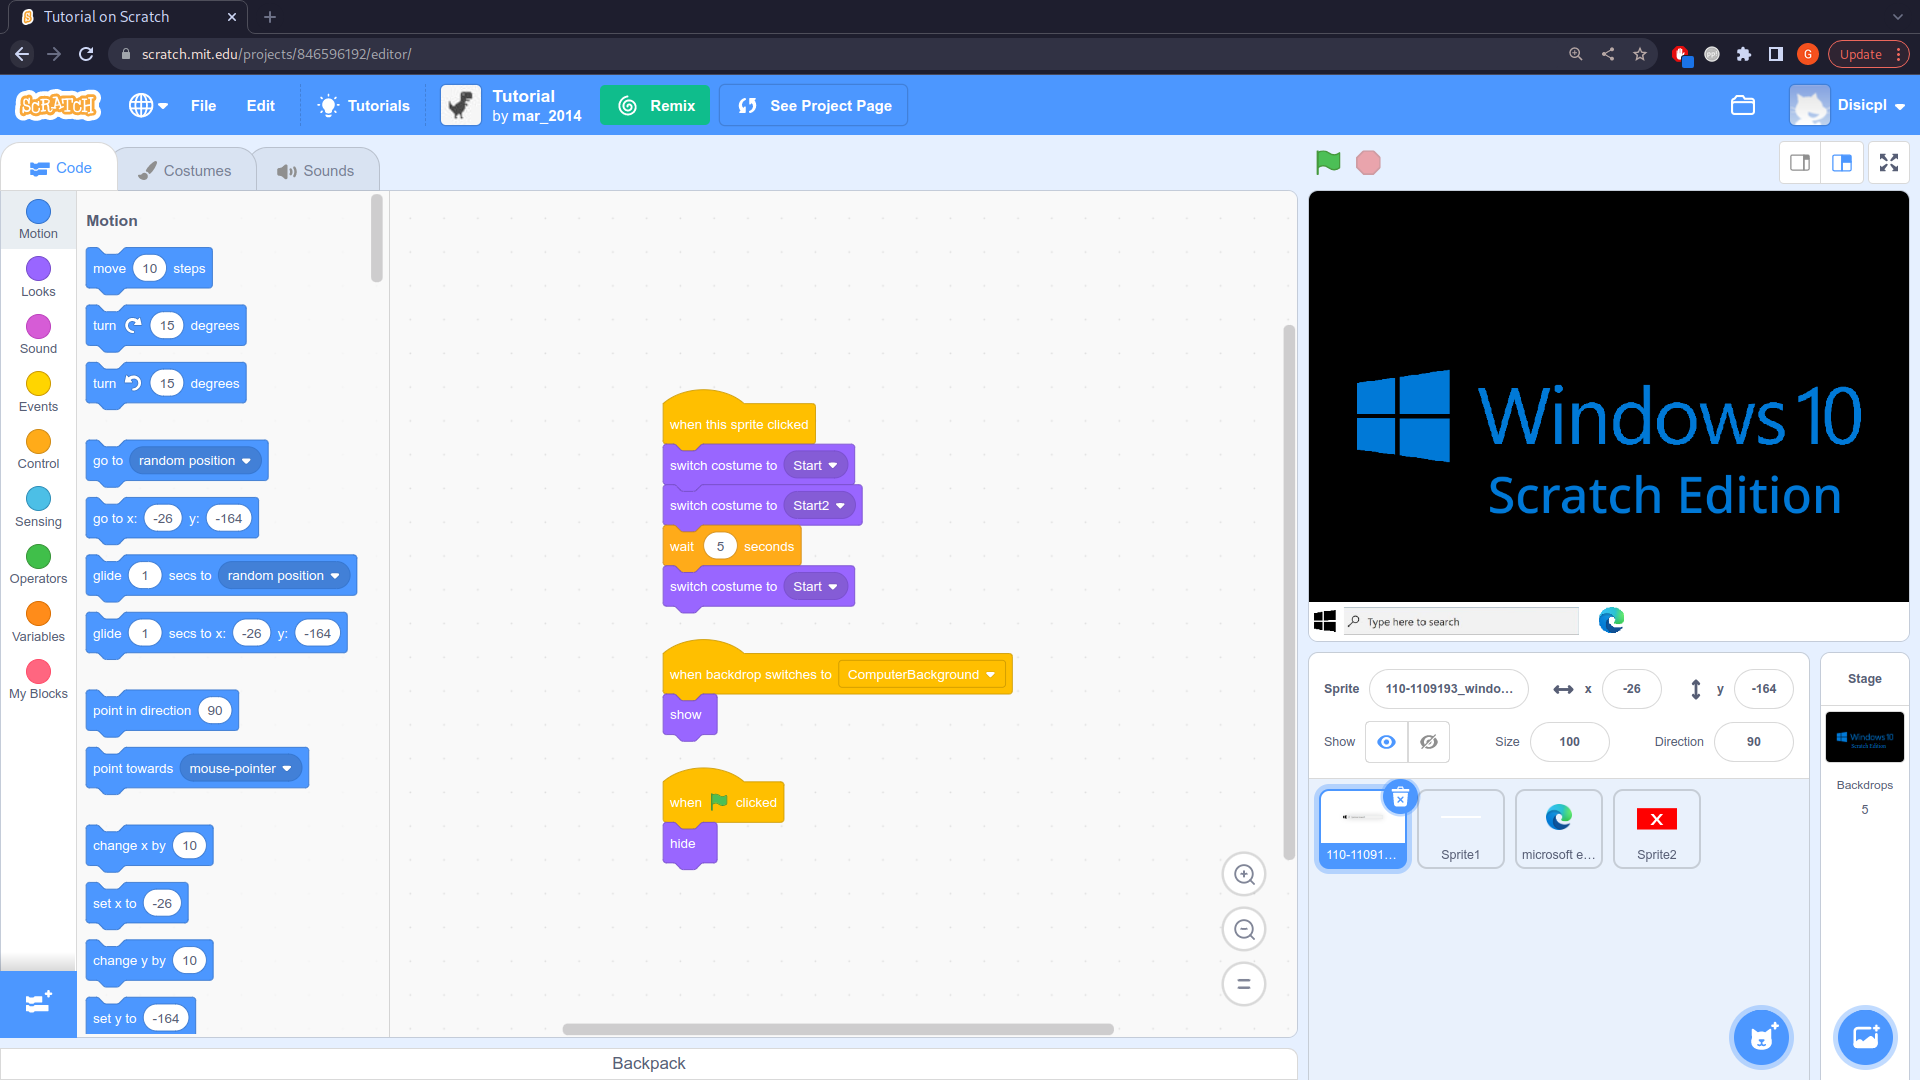 Tutorial on Scratch
scratch.mit.edu/projects/846596192/editor/
G
Update
SCRATCH
File
Edit
Tutorials
Tutorial
by mar_2014
Remix
See Project Page
Disicpl
Code
Costumes
Sounds
Motion
Looks
Sound
Events
Control
Sensing
Operators
Variables
My Blocks
Motion
move 10 steps
turn 15 degrees
turn 15 degrees
go to random position
go to x: -26 y: -164
glide 1 secs to random position
glide 1 secs to x: -26 y: -164
point in direction 90
point towards mouse-pointer
change x by 10
set x to -26
change y by 10
set y to -164
when this sprite clicked
switch costume to Start
switch costume to Start2
wait 5 seconds
switch costume to Start
when backdrop switches to ComputerBackground
show
when clicked
hide
Backpack
Windows 10
Scratch Edition
Type here to search
Sprite 110-1109193_windo... x -26 y -164
Show Size 100 Direction 90
110-11091...
Sprite1
microsoft e...
X
Sprite2
Stage
Windows 10
Scratch Edition
Backdrops
5